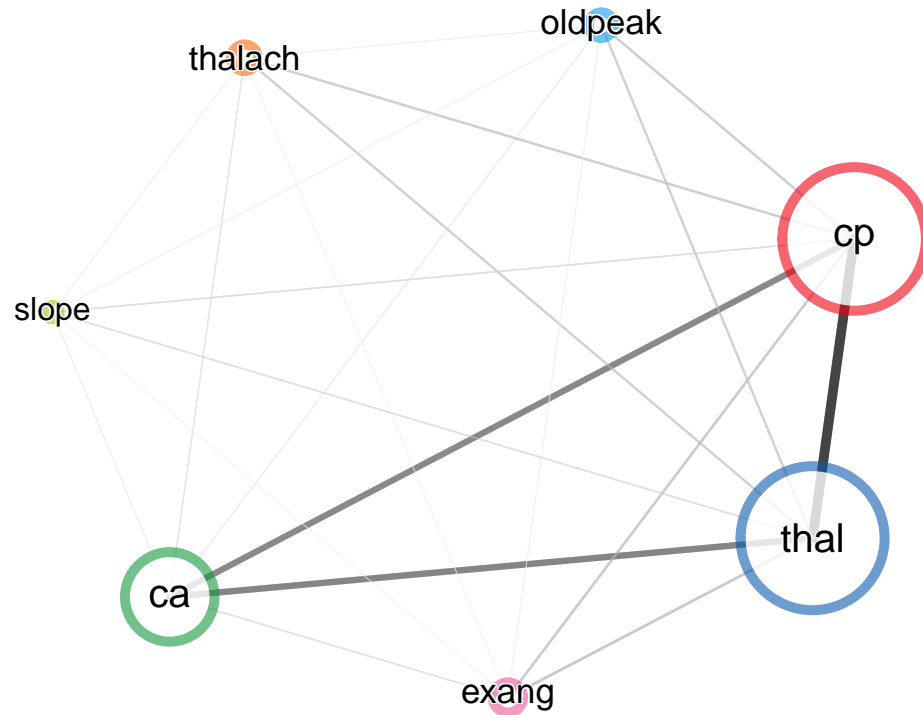 oldpeak
thalach
cp
slope
thal
ca
exang